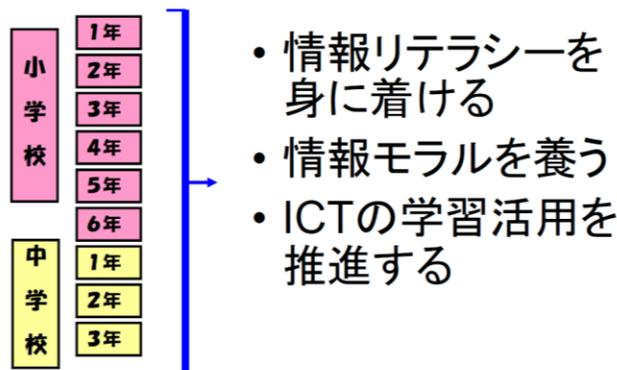 小学校
1年
2年
3年
4年
5年
6年
中学校
1年
2年
3年
• 情報リテラシーを
身に着ける
• 情報モラルを養う
• ICTの学習活用を
推進する